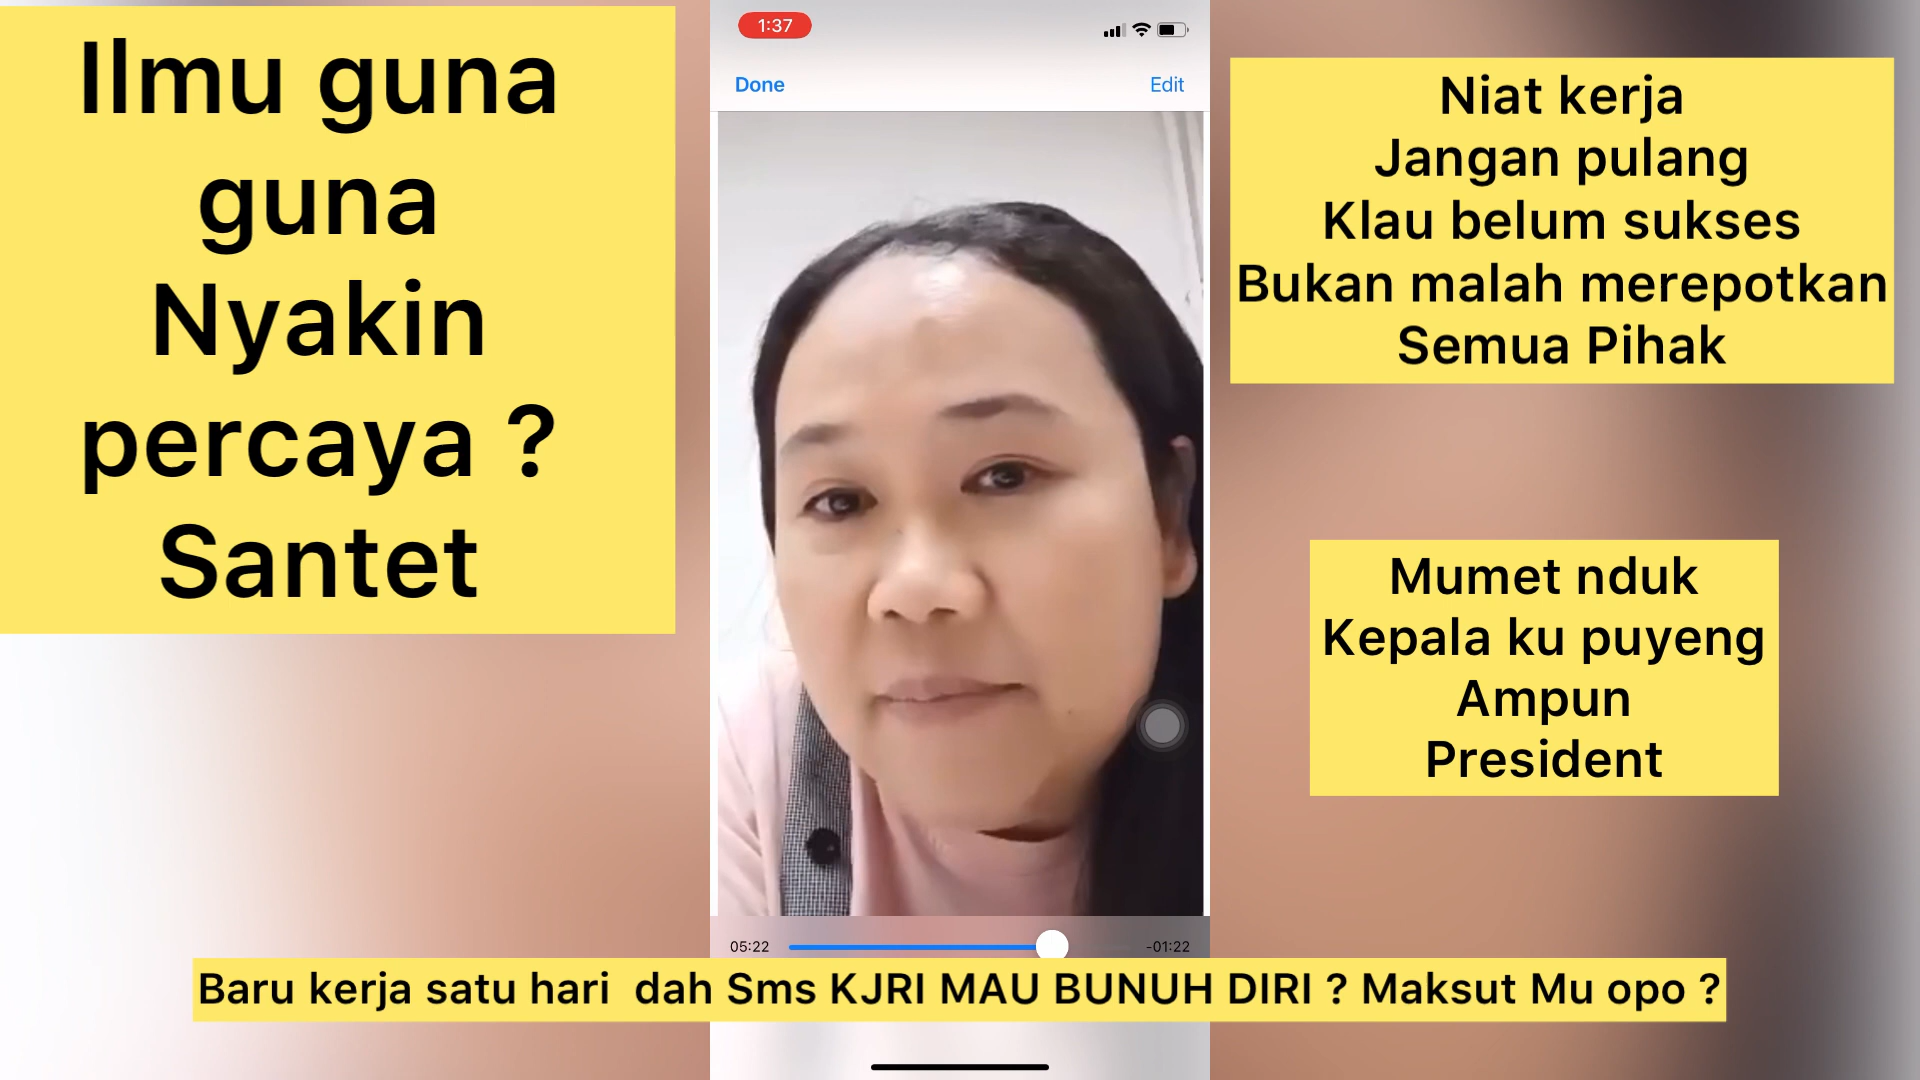 Ilmu guna
guna
Nyakin
percaya ?
Santet
1:37
Done
Edit
Niat kerja
Jangan pulang
Klau belum sukses
Bukan malah merepotkan
Semua Pihak
Mumet nduk
Kepala ku puyeng
Ampun
President
05:22
-01:22
Baru kerja satu hari  dah Sms KJRI MAU BUNUH DIRI ? Maksut Mu opo ?